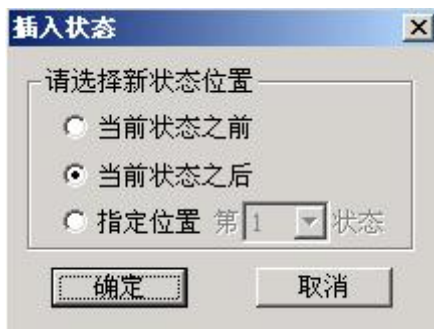 插入状态
请选择新状态位置
当前状态之前
当前状态之后
指定位置 第 1 状态
确定 取消